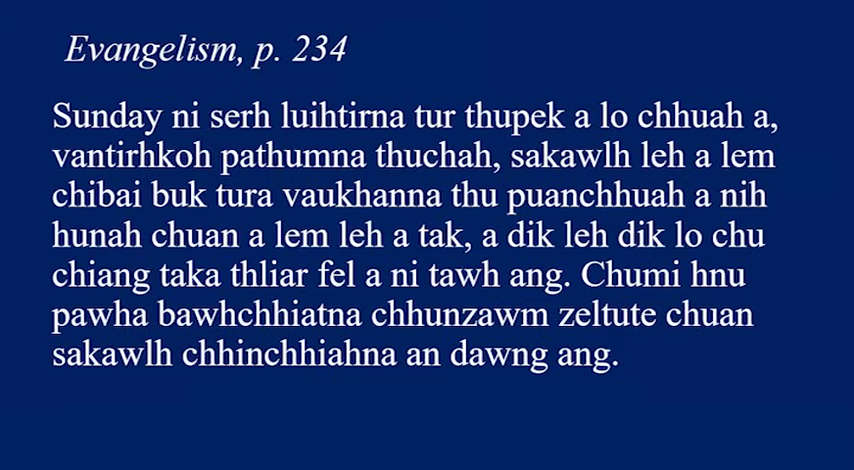 Evangelism, p. 234
Sunday ni serh luihtirna tur thupek a lo chhuah a,
vantirhkoh pathumna thuchah, sakawlh leh a lem
chibai buk tura vaukhanna thu puanchhuah a nih
hunah chuan a lem leh a tak, a dik leh dik lo chu
chiang taka thliar fel a ni tawh ang. Chumi hnu
pawha bawhchhiatna chhunzawm zeltute chuan
sakawlh chhinchhiahna an dawng ang.